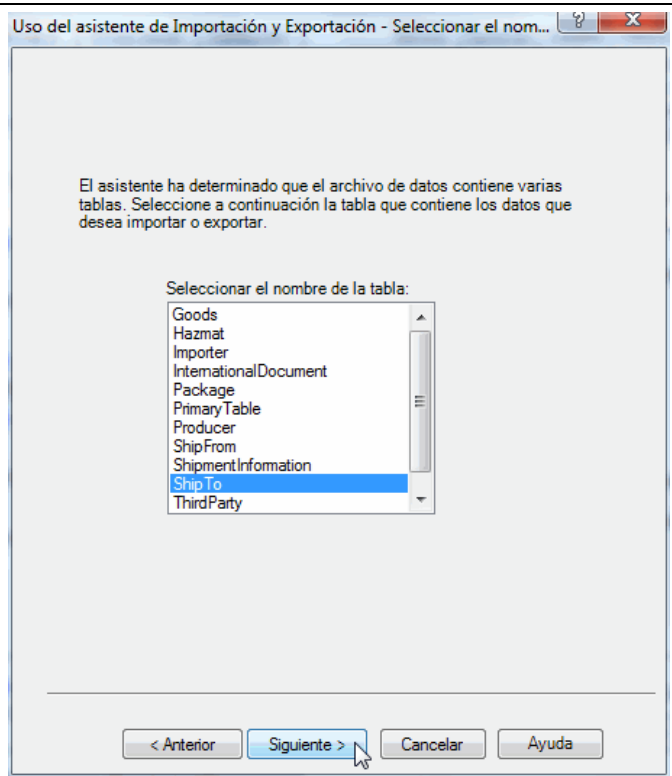 Uso del asistente de Importación y Exportación - Seleccionar el nom...
El asistente ha determinado que el archivo de datos contiene varias
tablas. Seleccione a continuación la tabla que contiene los datos que
desea importar o exportar.
Seleccionar el nombre de la tabla:
Goods
Hazmat
Importer
InternationalDocument
Package
PrimaryTable
Producer
ShipFrom
ShipmentInformation
ShipTo
ThirdParty
< Anterior Siguiente > Cancelar Ayuda